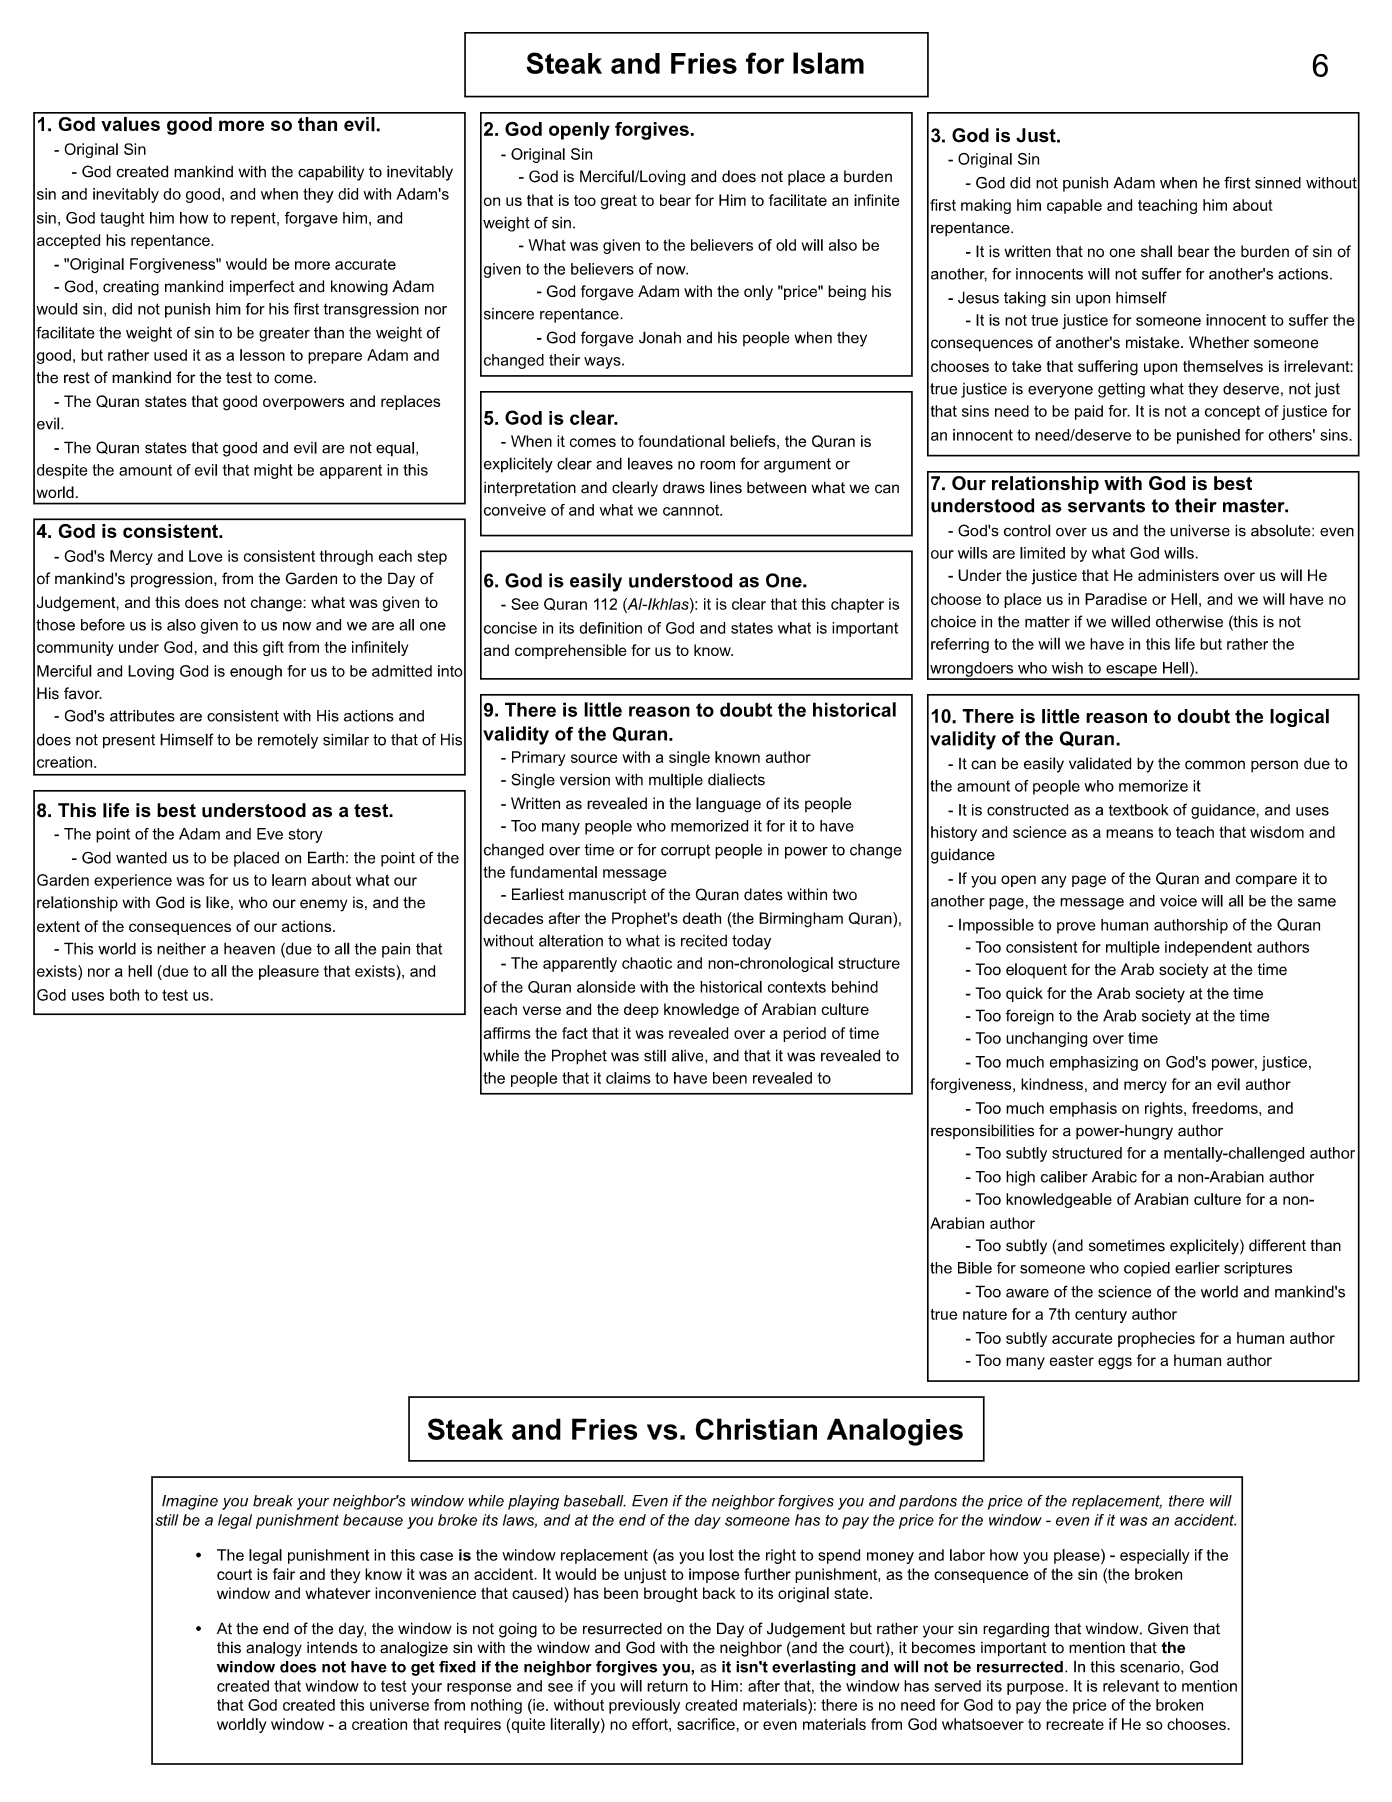 Steak and Fries for Islam
6
1. God values good more so than evil.
- Original Sin
- God created mankind with the capability to inevitably
sin and inevitably do good, and when they did with Adam's
sin, God taught him how to repent, forgave him, and
accepted his repentance.
- "Original Forgiveness" would be more accurate
- God, creating mankind imperfect and knowing Adam
would sin, did not punish him for his first transgression nor
facilitate the weight of sin to be greater than the weight of
good, but rather used it as a lesson to prepare Adam and
the rest of mankind for the test to come.
- The Quran states that good overpowers and replaces
evil.
- The Quran states that good and evil are not equal,
despite the amount of evil that might be apparent in this
world.
2. God openly forgives.
- Original Sin
- God is Merciful/Loving and does not place a burden
on us that is too great to bear for Him to facilitate an infinite
weight of sin.
- What was given to the believers of old will also be
given to the believers of now.
- God forgave Adam with the only "price" being his
sincere repentance.
- God forgave Jonah and his people when they
changed their ways.
3. God is Just.
- Original Sin
- God did not punish Adam when he first sinned without
first making him capable and teaching him about
repentance.
- It is written that no one shall bear the burden of sin of
another, for innocents will not suffer for another's actions.
- Jesus taking sin upon himself
- It is not true justice for someone innocent to suffer the
consequences of another's mistake. Whether someone
chooses to take that suffering upon themselves is irrelevant:
true justice is everyone getting what they deserve, not just
that sins need to be paid for. It is not a concept of justice for
an innocent to need/deserve to be punished for others' sins.
4. God is consistent.
- God's Mercy and Love is consistent through each step
of mankind's progression, from the Garden to the Day of
Judgement, and this does not change: what was given to
those before us is also given to us now and we are all one
community under God, and this gift from the infinitely
Merciful and Loving God is enough for us to be admitted into
His favor.
- God's attributes are consistent with His actions and
does not present Himself to be remotely similar to that of His
creation.
5. God is clear.
- When it comes to foundational beliefs, the Quran is
explicitely clear and leaves no room for argument or
interpretation and clearly draws lines between what we can
conveive of and what we cannnot.
6. God is easily understood as One.
- See Quran 112 (Al-Ikhlas): it is clear that this chapter is
concise in its definition of God and states what is important
and comprehensible for us to know.
7. Our relationship with God is best
understood as servants to their master.
- God's control over us and the universe is absolute: even
our wills are limited by what God wills.
- Under the justice that He administers over us will He
choose to place us in Paradise or Hell, and we will have no
choice in the matter if we willed otherwise (this is not
referring to the will we have in this life but rather the
wrongdoers who wish to escape Hell).
8. This life is best understood as a test.
- The point of the Adam and Eve story
- God wanted us to be placed on Earth: the point of the
Garden experience was for us to learn about what our
relationship with God is like, who our enemy is, and the
extent of the consequences of our actions.
- This world is neither a heaven (due to all the pain that
exists) nor a hell (due to all the pleasure that exists), and
God uses both to test us.
9. There is little reason to doubt the historical
validity of the Quran.
- Primary source with a single known author
- Single version with multiple dialiects
- Written as revealed in the language of its people
- Too many people who memorized it for it to have
changed over time or for corrupt people in power to change
the fundamental message
- Earliest manuscript of the Quran dates within two
decades after the Prophet's death (the Birmingham Quran),
without alteration to what is recited today
- The apparently chaotic and non-chronological structure
of the Quran alongside with the historical contexts behind
each verse and the deep knowledge of Arabian culture
affirms the fact that it was revealed over a period of time
while the Prophet was still alive, and that it was revealed to
the people that it claims to have been revealed to
10. There is little reason to doubt the logical
validity of the Quran.
- It can be easily validated by the common person due to
the amount of people who memorize it
- It is constructed as a textbook of guidance, and uses
history and science as a means to teach that wisdom and
guidance
- If you open any page of the Quran and compare it to
another page, the message and voice will all be the same
- Impossible to prove human authorship of the Quran
- Too consistent for multiple independent authors
- Too eloquent for the Arab society at the time
- Too quick for the Arab society at the time
- Too foreign to the Arab society at the time
- Too unchanging over time
- Too much emphasizing on God's power, justice,
forgiveness, kindness, and mercy for an evil author
- Too much emphasis on rights, freedoms, and
responsibilities for a power-hungry author
- Too subtly structured for a mentally-challenged author
- Too high caliber Arabic for a non-Arabian author
- Too knowledgeable of Arabian culture for a non-
Arabian author
- Too subtly (and sometimes explicitely) different than
the Bible for someone who copied earlier scriptures
- Too aware of the science of the world and mankind's
true nature for a 7th century author
- Too subtly accurate prophecies for a human author
- Too many easter eggs for a human author
Steak and Fries vs. Christian Analogies
Imagine you break your neighbor's window while playing baseball. Even if the neighbor forgives you and pardons the price of the replacement, there will
still be a legal punishment because you broke its laws, and at the end of the day someone has to pay the price for the window - even if it was an accident.
• The legal punishment in this case is the window replacement (as you lost the right to spend money and labor how you please) - especially if the
court is fair and they know it was an accident. It would be unjust to impose further punishment, as the consequence of the sin (the broken
window and whatever inconvenience that caused) has been brought back to its original state.
• At the end of the day, the window is not going to be resurrected on the Day of Judgement but rather your sin regarding that window. Given that
this analogy intends to analogize sin with the window and God with the neighbor (and the court), it becomes important to mention that the
window does not have to get fixed if the neighbor forgives you, as it isn't everlasting and will not be resurrected. In this scenario, God
created that window to test your response and see if you will return to Him: after that, the window has served its purpose. It is relevant to mention
that God created this universe from nothing (ie. without previously created materials): there is no need for God to pay the price of the broken
worldly window - a creation that requires (quite literally) no effort, sacrifice, or even materials from God whatsoever to recreate if He so chooses.